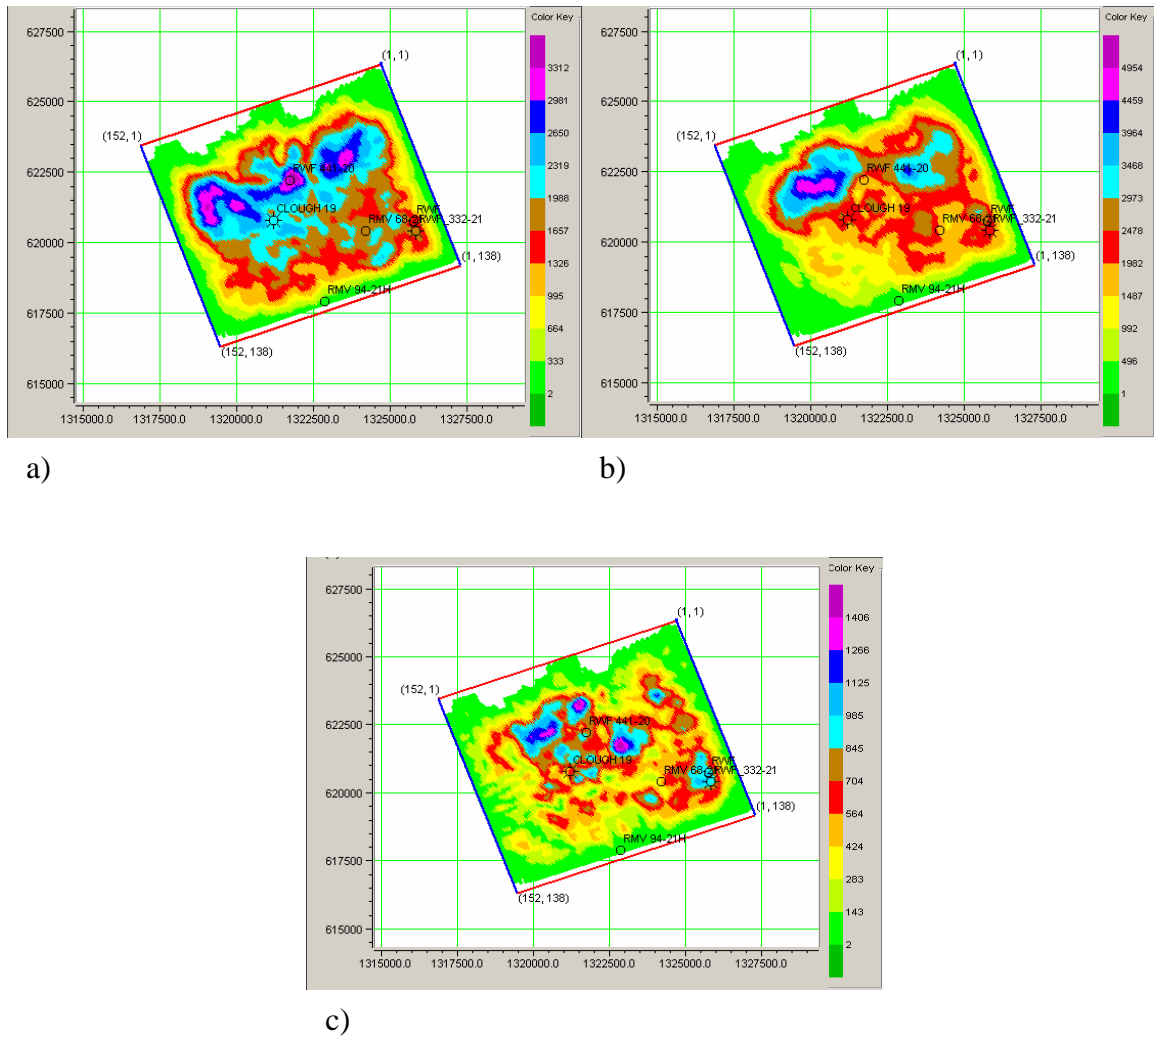 Color Key
627500
625000
622500
620000
617500
615000
1315000.0 1317500.0 1320000.0 1322500.0 1325000.0 1327500.0
(1, 1)
(152, 1)
RWF 441-20
CLOUGH 19
RWF
RMV 68-21 RWF_332-21
(1, 138)
RMV 94-21H
(152, 138)
3312
2981
2650
2319
1988
1657
1326
995
664
333
2
a)
Color Key
627500
625000
622500
620000
617500
615000
1315000.0 1317500.0 1320000.0 1322500.0 1325000.0 1327500.0
(1, 1)
(152, 1)
RWF 441-20
CLOUGH 19
RWF
RMV 68-21 RWF_332-21
(1, 138)
RMV 94-21H
(152, 138)
4954
4459
3964
3468
2973
2478
1982
1487
992
496
1
b)
Color Key
627500
625000
622500
620000
617500
615000
1315000.0 1317500.0 1320000.0 1322500.0 1325000.0 1327500.0
(1, 1)
(152, 1)
RWF 441-20
CLOUGH 19
RWF
RMV 68-21 RWF_332-21
(1, 138)
RMV 94-21H
(152, 138)
1406
1266
1125
985
845
704
564
424
283
143
2
c)